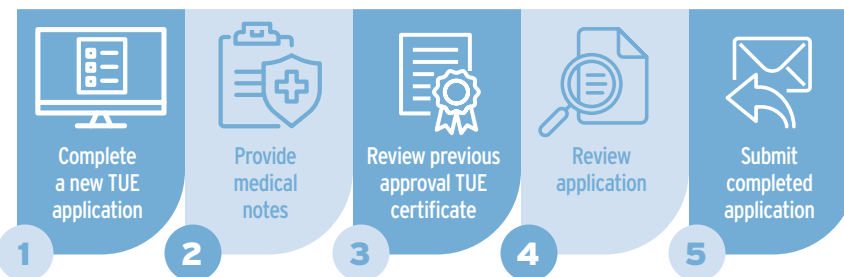 Complete
a new TUE
application
1
Provide
medical
notes
2
Review previous
approval TUE
certificate
3
Review
application
4
Submit
completed
application
5